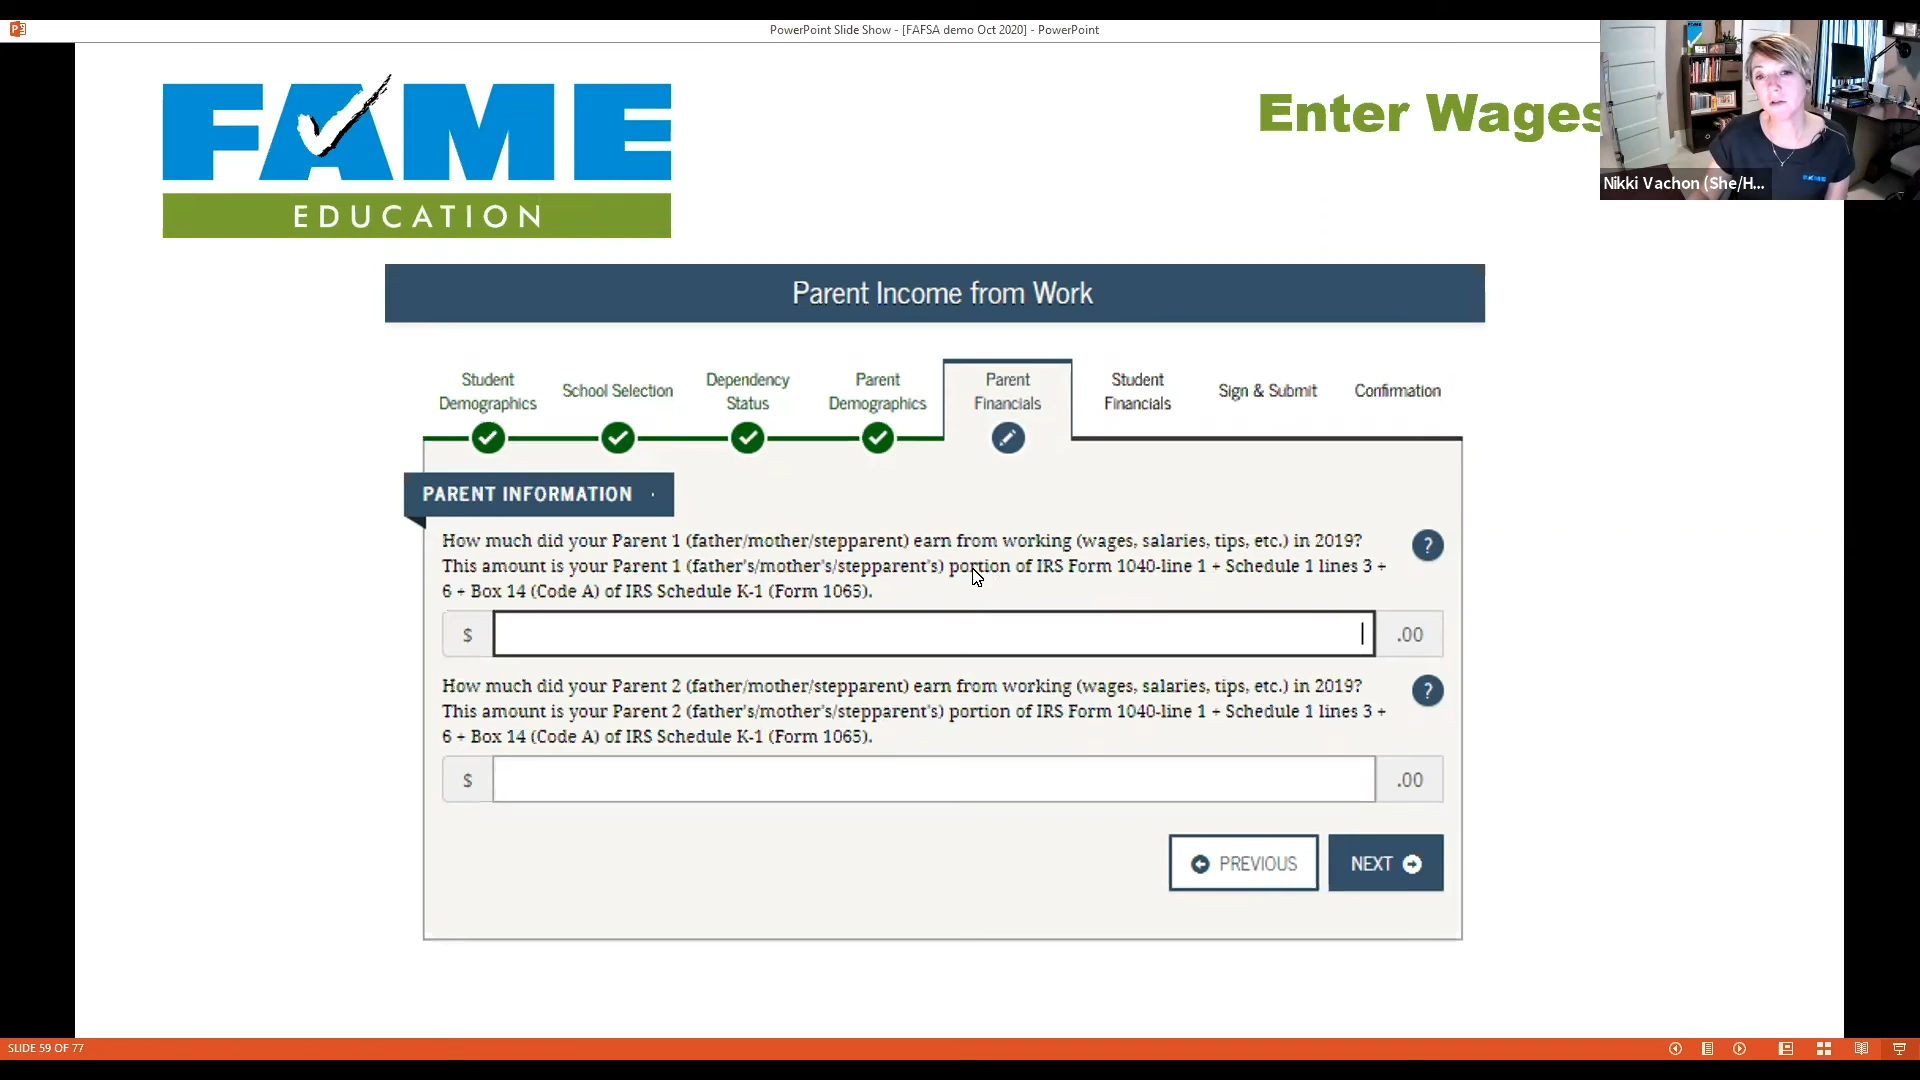 PowerPoint Slide Show - [FAFSA demo Oct 2020] - PowerPoint
FAME
EDUCATION
Enter Wages
Nikki Vachon (She/H...
FAME
Parent Income from Work
Student
Demographics
School Selection
Dependency
Status
Parent
Demographics
Parent
Financials
Student
Financials
Sign & Submit
Confirmation
PARENT INFORMATION
How much did your Parent 1 (father/mother/stepparent) earn from working (wages, salaries, tips, etc.) in 2019?
This amount is your Parent 1 (father's/mother's/stepparent's) portion of IRS Form 1040-line 1 + Schedule 1 lines 3 +
6 + Box 14 (Code A) of IRS Schedule K-1 (Form 1065).
?
$ .00
How much did your Parent 2 (father/mother/stepparent) earn from working (wages, salaries, tips, etc.) in 2019?
This amount is your Parent 2 (father's/mother's/stepparent's) portion of IRS Form 1040-line 1 + Schedule 1 lines 3 +
6 + Box 14 (Code A) of IRS Schedule K-1 (Form 1065).
?
$ .00
PREVIOUS
NEXT
SLIDE 59 OF 77